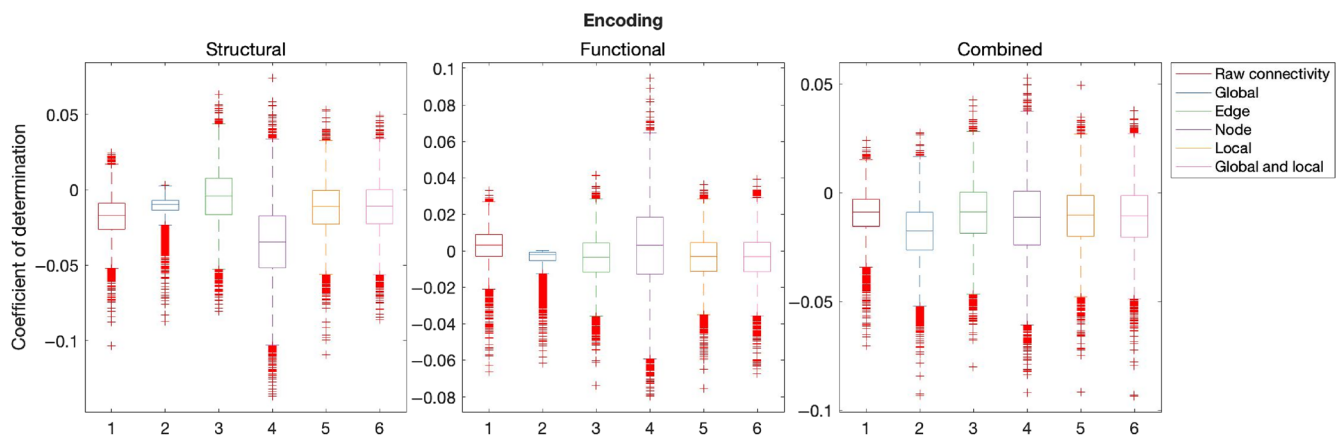 Encoding
Structural
Functional
Combined
Coefficient of determination
0.05
0
−0.05
−0.1
1 2 3 4 5 6
0.1
0.08
0.06
0.04
0.02
0
−0.02
−0.04
−0.06
−0.08
1 2 3 4 5 6
0.05
0
−0.05
−0.1
1 2 3 4 5 6
Raw connectivity
Global
Edge
Node
Local
Global and local